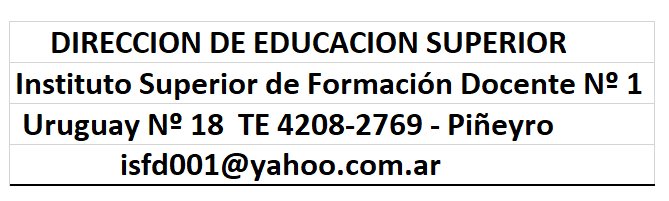 DIRECCION DE EDUCACION SUPERIOR
Instituto Superior de Formación Docente Nº 1
Uruguay Nº 18  TE 4208-2769 - Piñeyro
isfd001@yahoo.com.ar